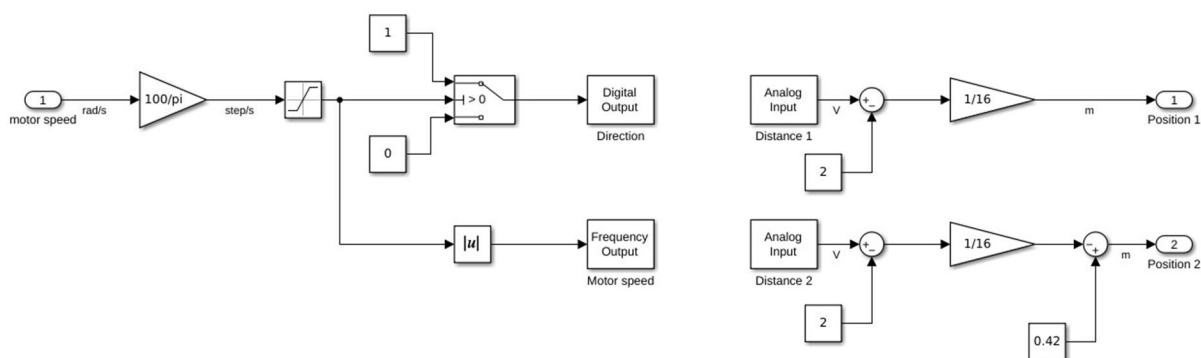 1
motor speed
rad/s
100/pi
step/s
1
> 0
0
Digital
Output
Direction
|u|
Frequency
Output
Motor speed
Analog
Input
Distance 1
V
+
−
2
1/16
m
1
Position 1
Analog
Input
Distance 2
V
+
−
2
1/16
−
+
0.42
m
2
Position 2